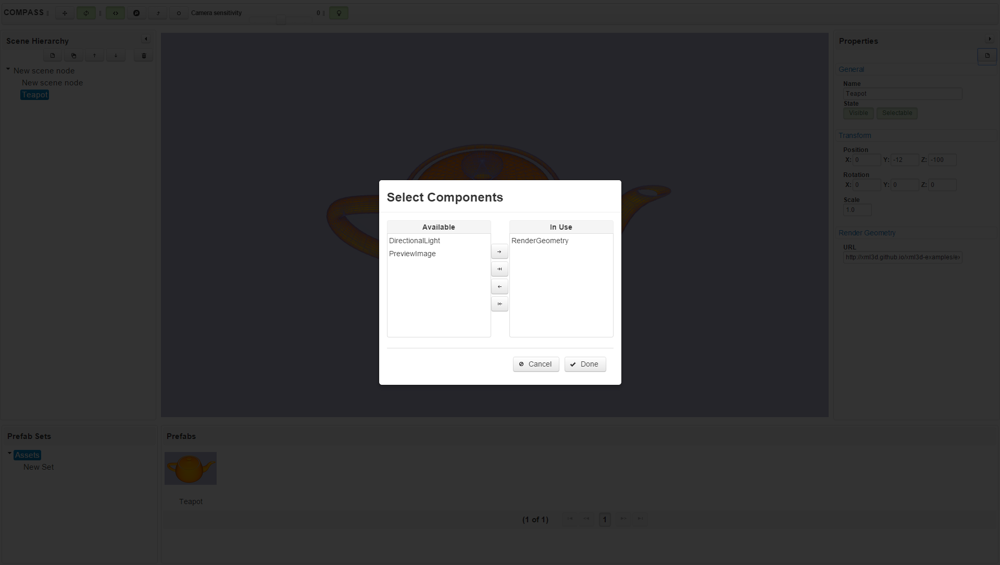 COMPASS
Camera sensitivity 0
Scene Hierarchy
New scene node
New scene node
Teapot
Select Components
Available
DirectionalLight
PreviewImage
In Use
RenderGeometry
Cancel Done
Properties
General
Name
Teapot
State
Visible Selectable
Transform
Position
X: 0 Y: -12 Z: -100
Rotation
X: 0 Y: 0 Z: 0
Scale
1.0
Render Geometry
URL
http://xml3d.github.io/xml3d-examples/ex
Prefab Sets
Assets
New Set
Prefabs
Teapot
(1 of 1) 1